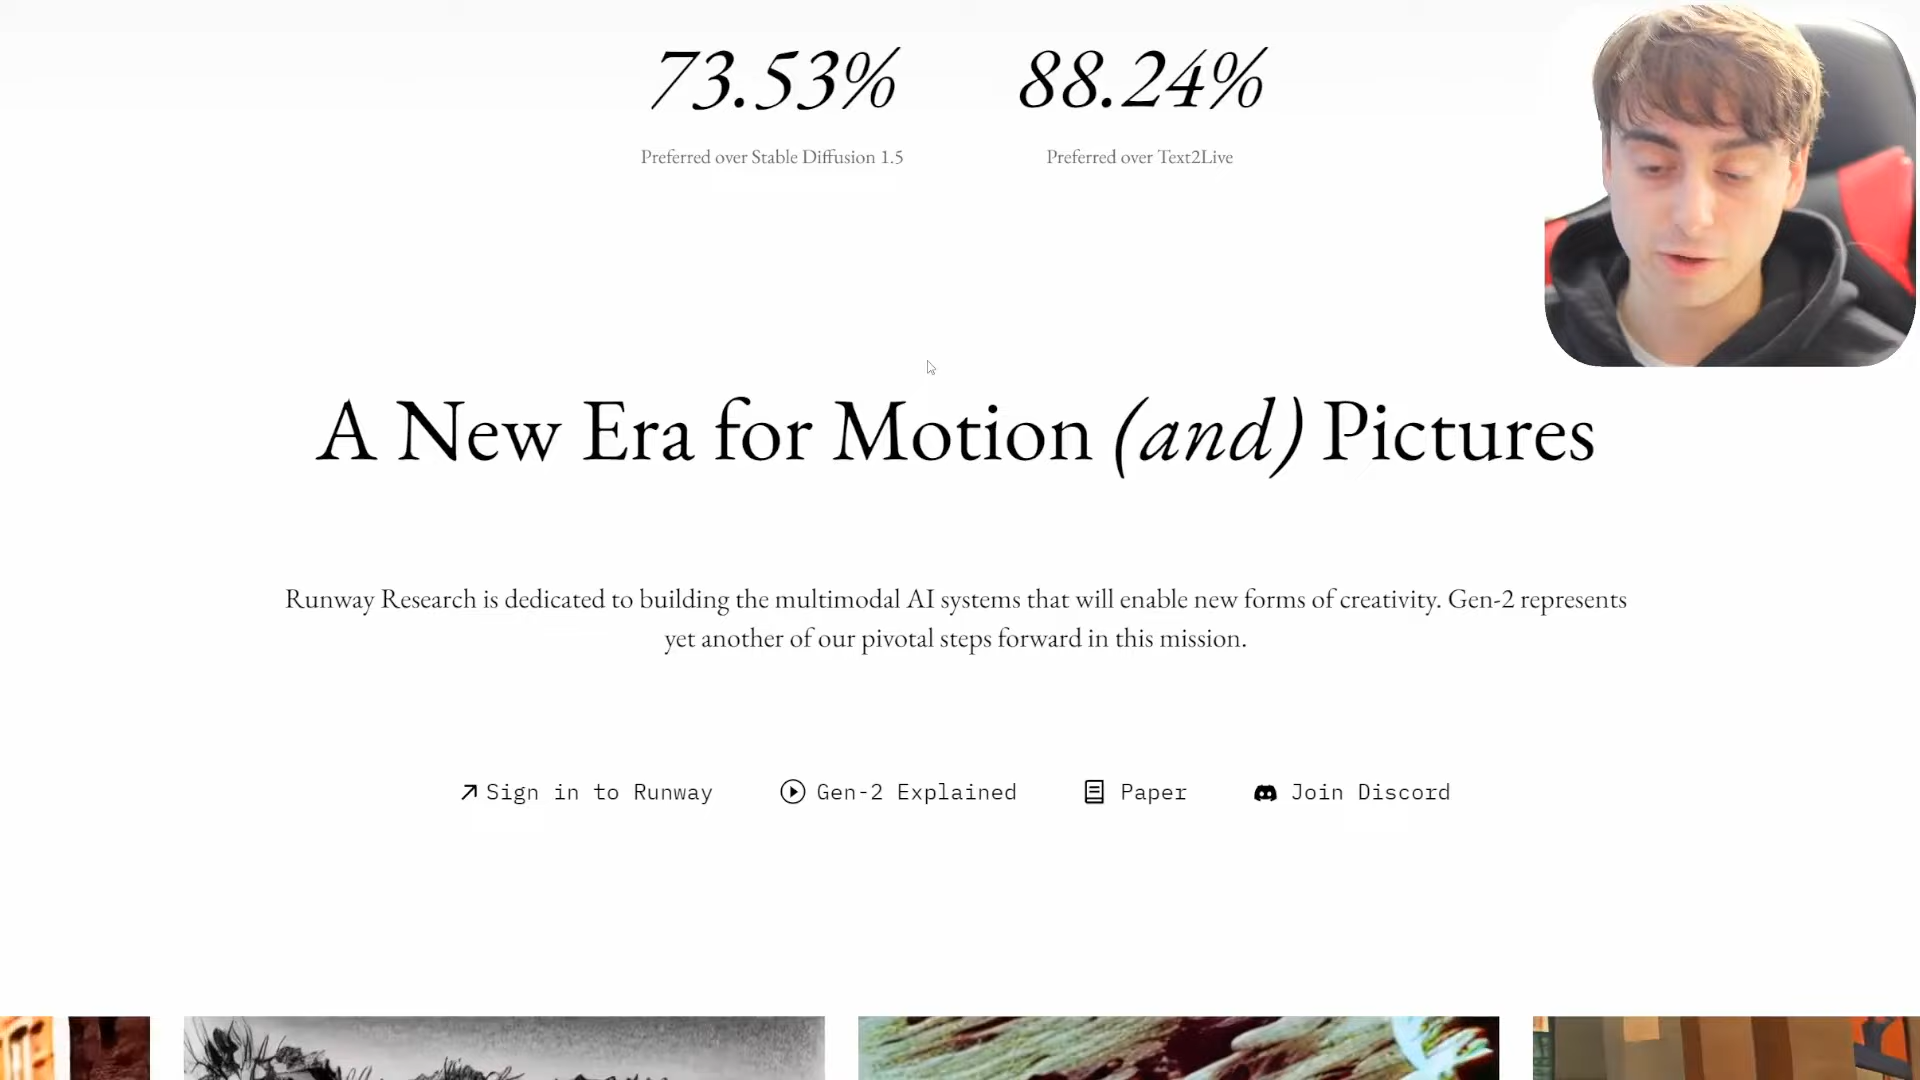 73.53% 88.24%
Preferred over Stable Diffusion 1.5 Preferred over Text2Live
A New Era for Motion (and) Pictures
Runway Research is dedicated to building the multimodal AI systems that will enable new forms of creativity. Gen-2 represents
yet another of our pivotal steps forward in this mission.
Sign in to Runway Gen-2 Explained Paper Join Discord